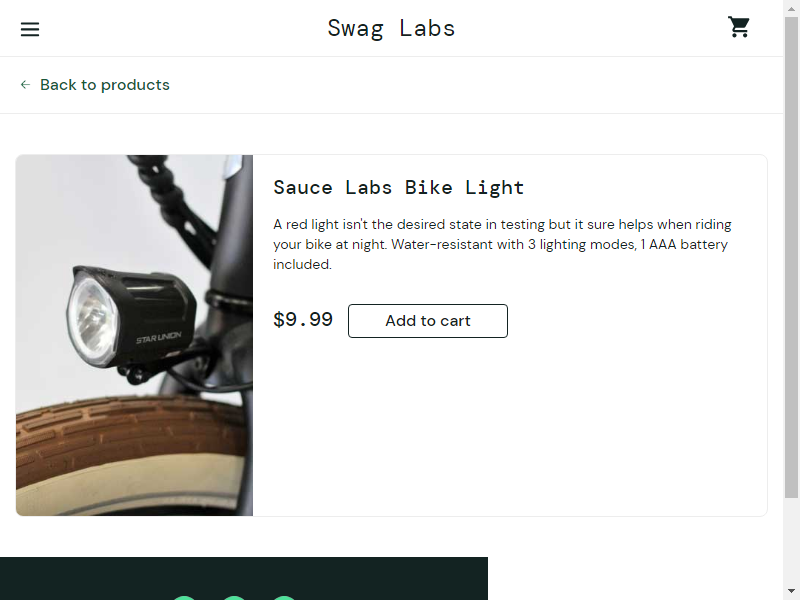 Swag Labs
Back to products
Sauce Labs Bike Light
A red light isn't the desired state in testing but it sure helps when riding
your bike at night. Water-resistant with 3 lighting modes, 1 AAA battery
included.
$9.99 Add to cart
STAR UNION